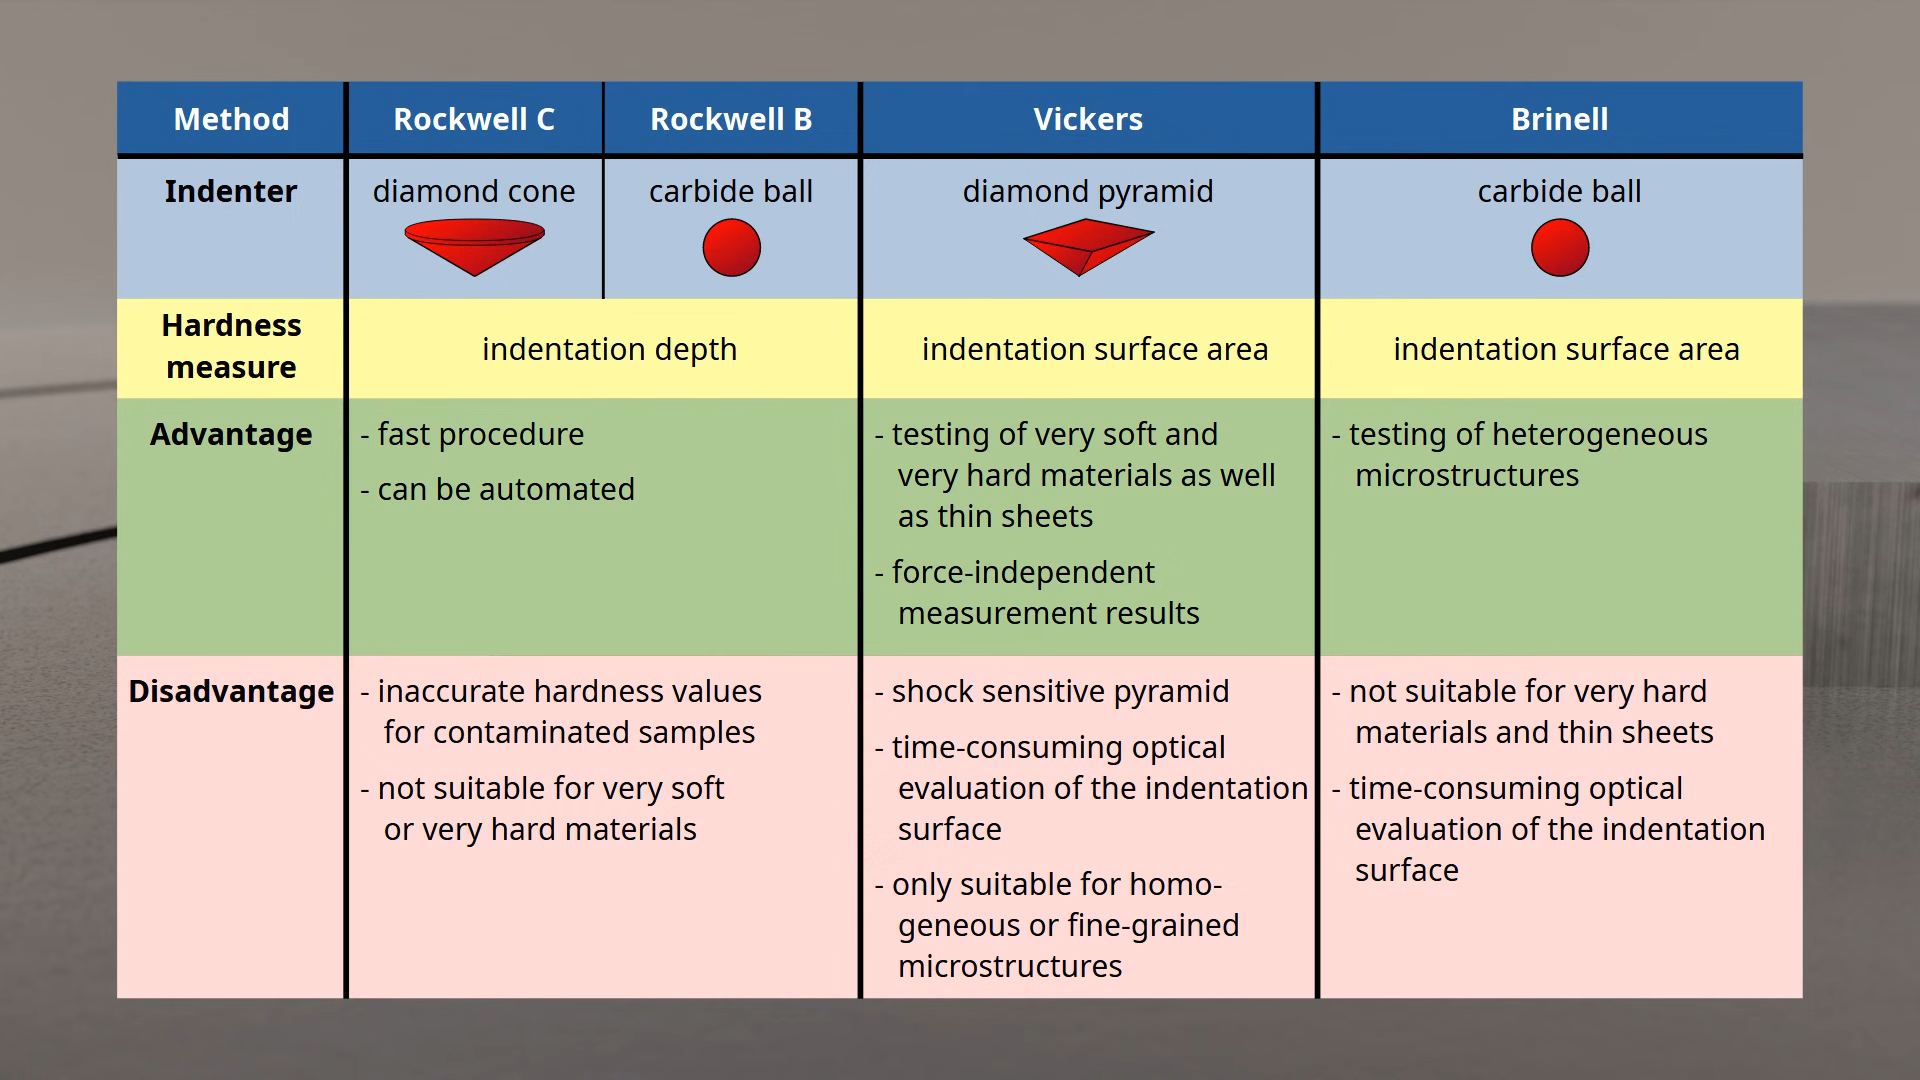 Method
Rockwell C
Rockwell B
Vickers
Brinell
Indenter
diamond cone
carbide ball
diamond pyramid
carbide ball
Hardness
measure
indentation depth
indentation surface area
indentation surface area
Advantage
- fast procedure
- can be automated
- testing of very soft and
very hard materials as well
as thin sheets
- force-independent
measurement results
- testing of heterogeneous
microstructures
Disadvantage
- inaccurate hardness values
for contaminated samples
- not suitable for very soft
or very hard materials
- shock sensitive pyramid
- time-consuming optical
evaluation of the indentation
surface
- only suitable for homo-
geneous or fine-grained
microstructures
- not suitable for very hard
materials and thin sheets
- time-consuming optical
evaluation of the indentation
surface